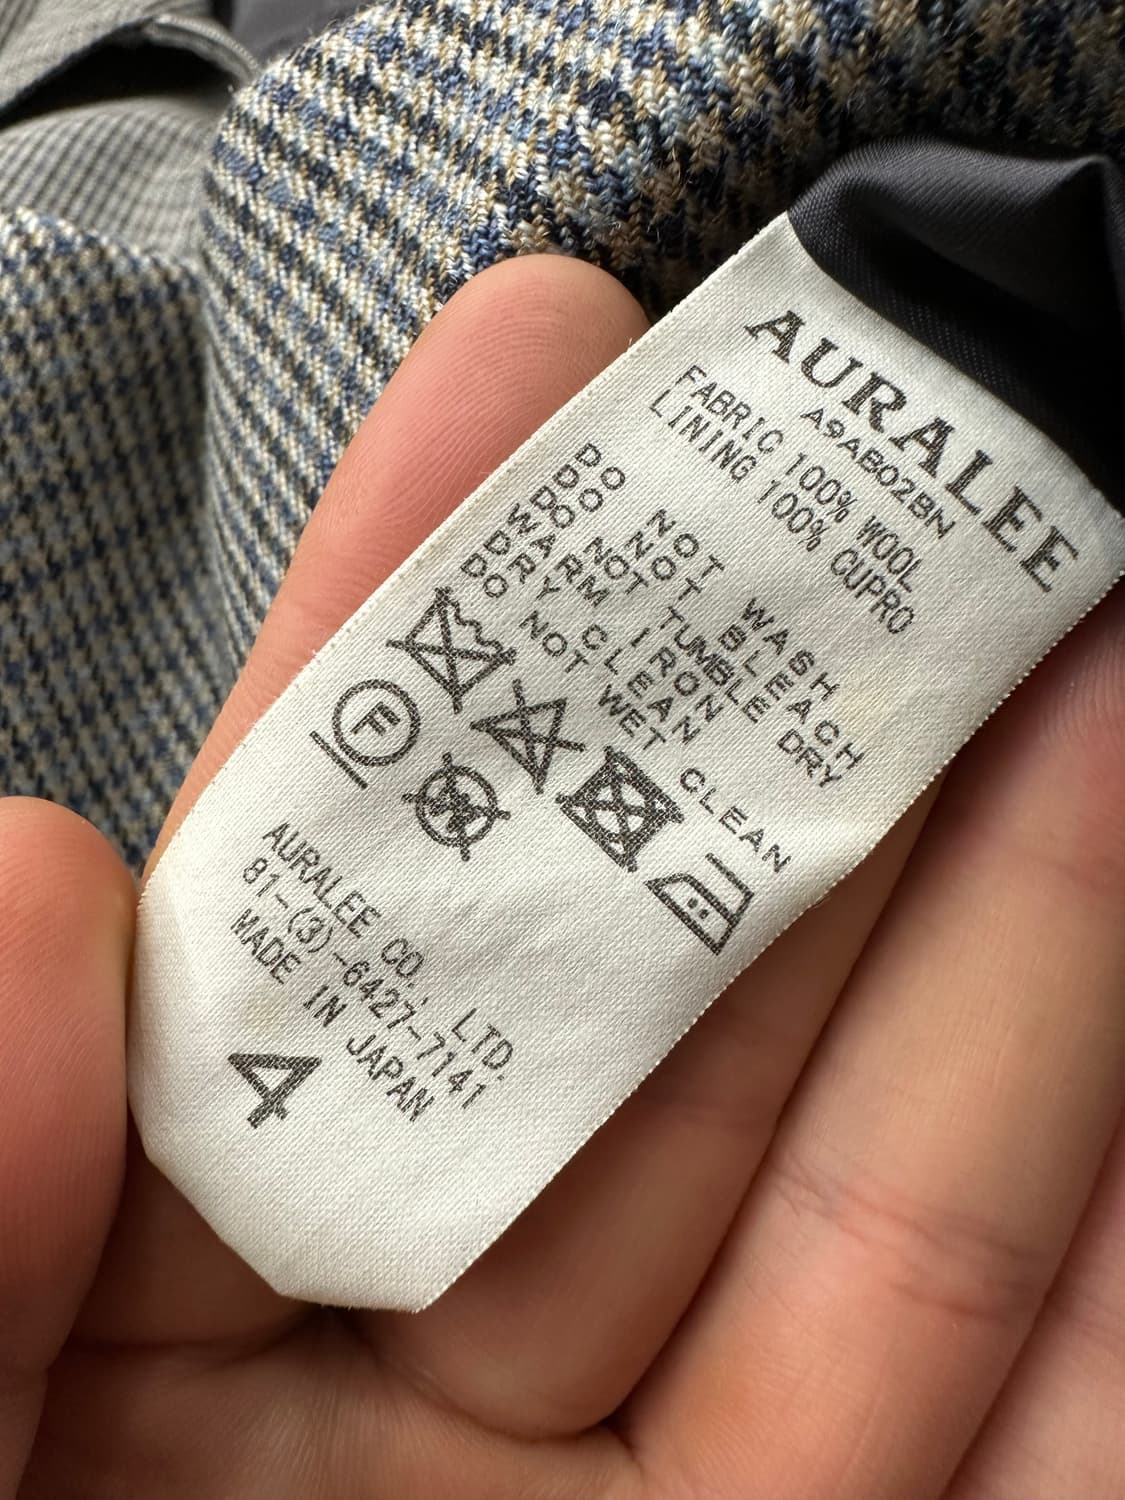 AURALEE
A9AB02BN
FABRIC 100% WOOL
LINING 100% CUPRO
DO NOT WASH
DO NOT BLEACH
DO NOT TUMBLE DRY
WARM IRON
DRY CLEAN
DO NOT WET CLEAN
F
W
AURALEE CO., LTD.
81-(3)-6427-7141
MADE IN JAPAN
4